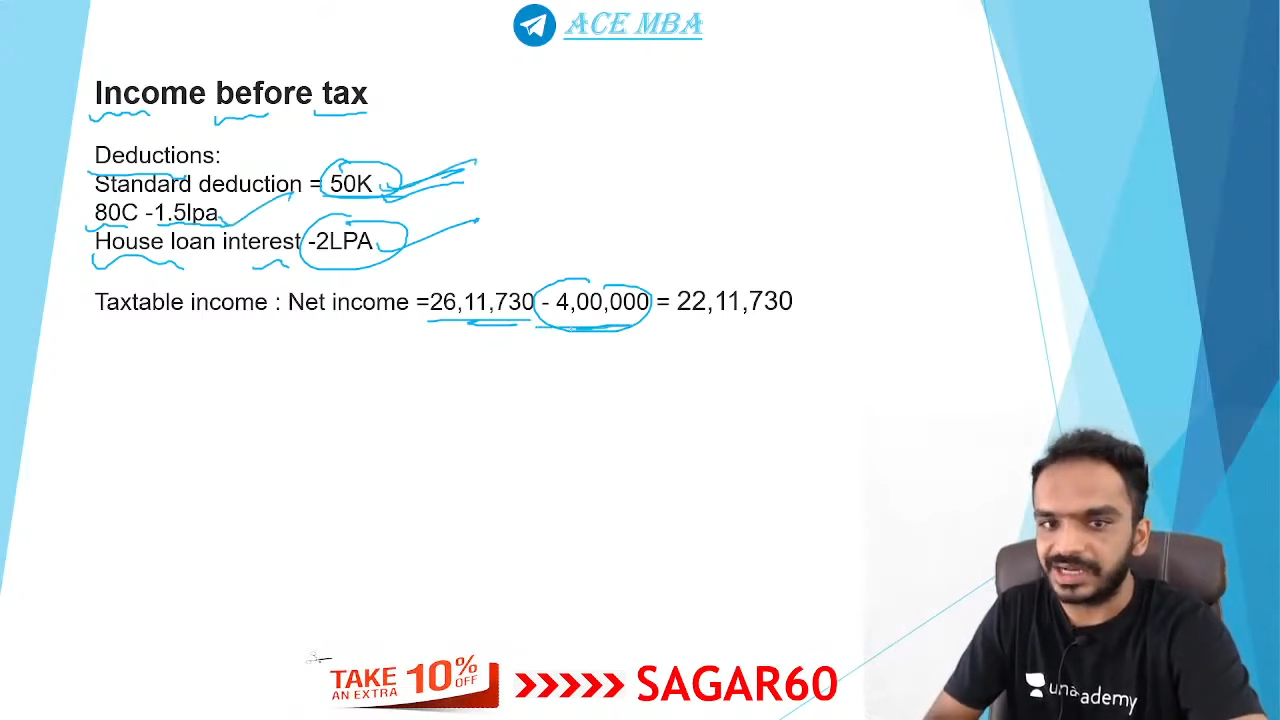 ACE MBA
Income before tax
Deductions:
Standard deduction = 50K
80C -1.5lpa
House loan interest -2LPA
Taxtable income : Net income =26,11,730 - 4,00,000 = 22,11,730
unacademy
TAKE 10% OFF
AN EXTRA
SAGAR60